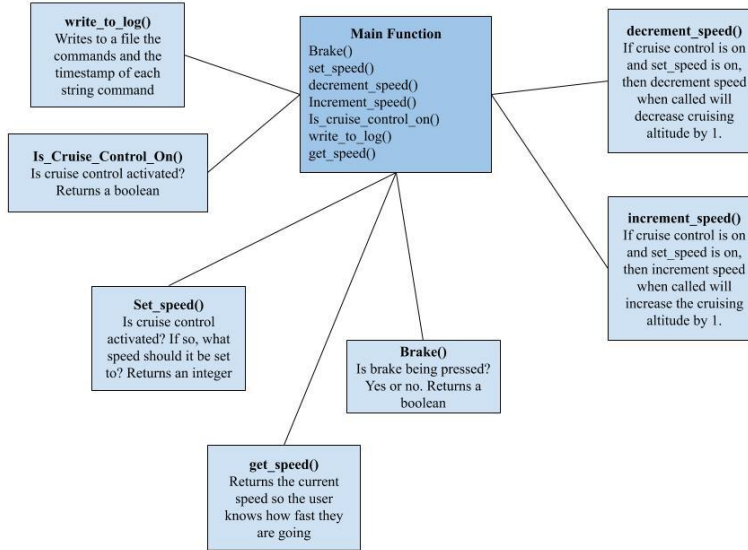 write_to_log()
Writes to a file the
commands and the
timestamp of each
string command
Main Function
Brake()
set_speed()
decrement_speed()
Increment_speed()
Is_cruise_control_on()
write_to_log()
get_speed()
decrement_speed()
If cruise control is on
and set_speed is on,
then decrement speed
when called will
decrease cruising
altitude by 1.
Is_Cruise_Control_On()
Is cruise control activated?
Returns a boolean
increment_speed()
If cruise control is on
and set_speed is on,
then increment speed
when called will
increase the cruising
altitude by 1.
Set_speed()
Is cruise control
activated? If so, what
speed should it be set
to? Returns an integer
Brake()
Is brake being pressed?
Yes or no. Returns a
boolean
get_speed()
Returns the current
speed so the user
knows how fast they
are going